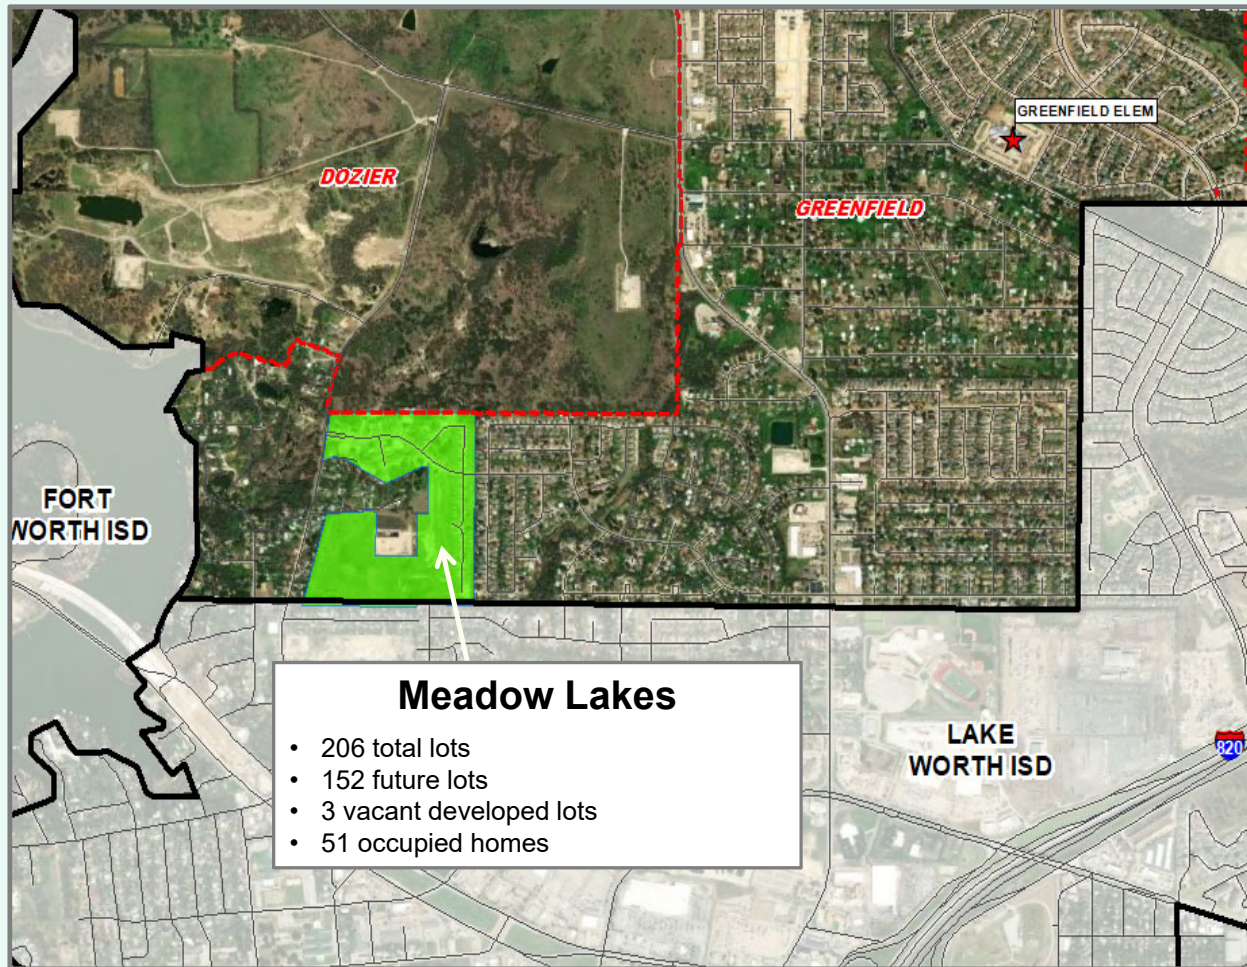 GREENFIELD ELEM
DOZIER
GREENFIELD
FORT
WORTH ISD
Meadow Lakes
• 206 total lots
• 152 future lots
• 3 vacant developed lots
• 51 occupied homes
LAKE
WORTH ISD
820